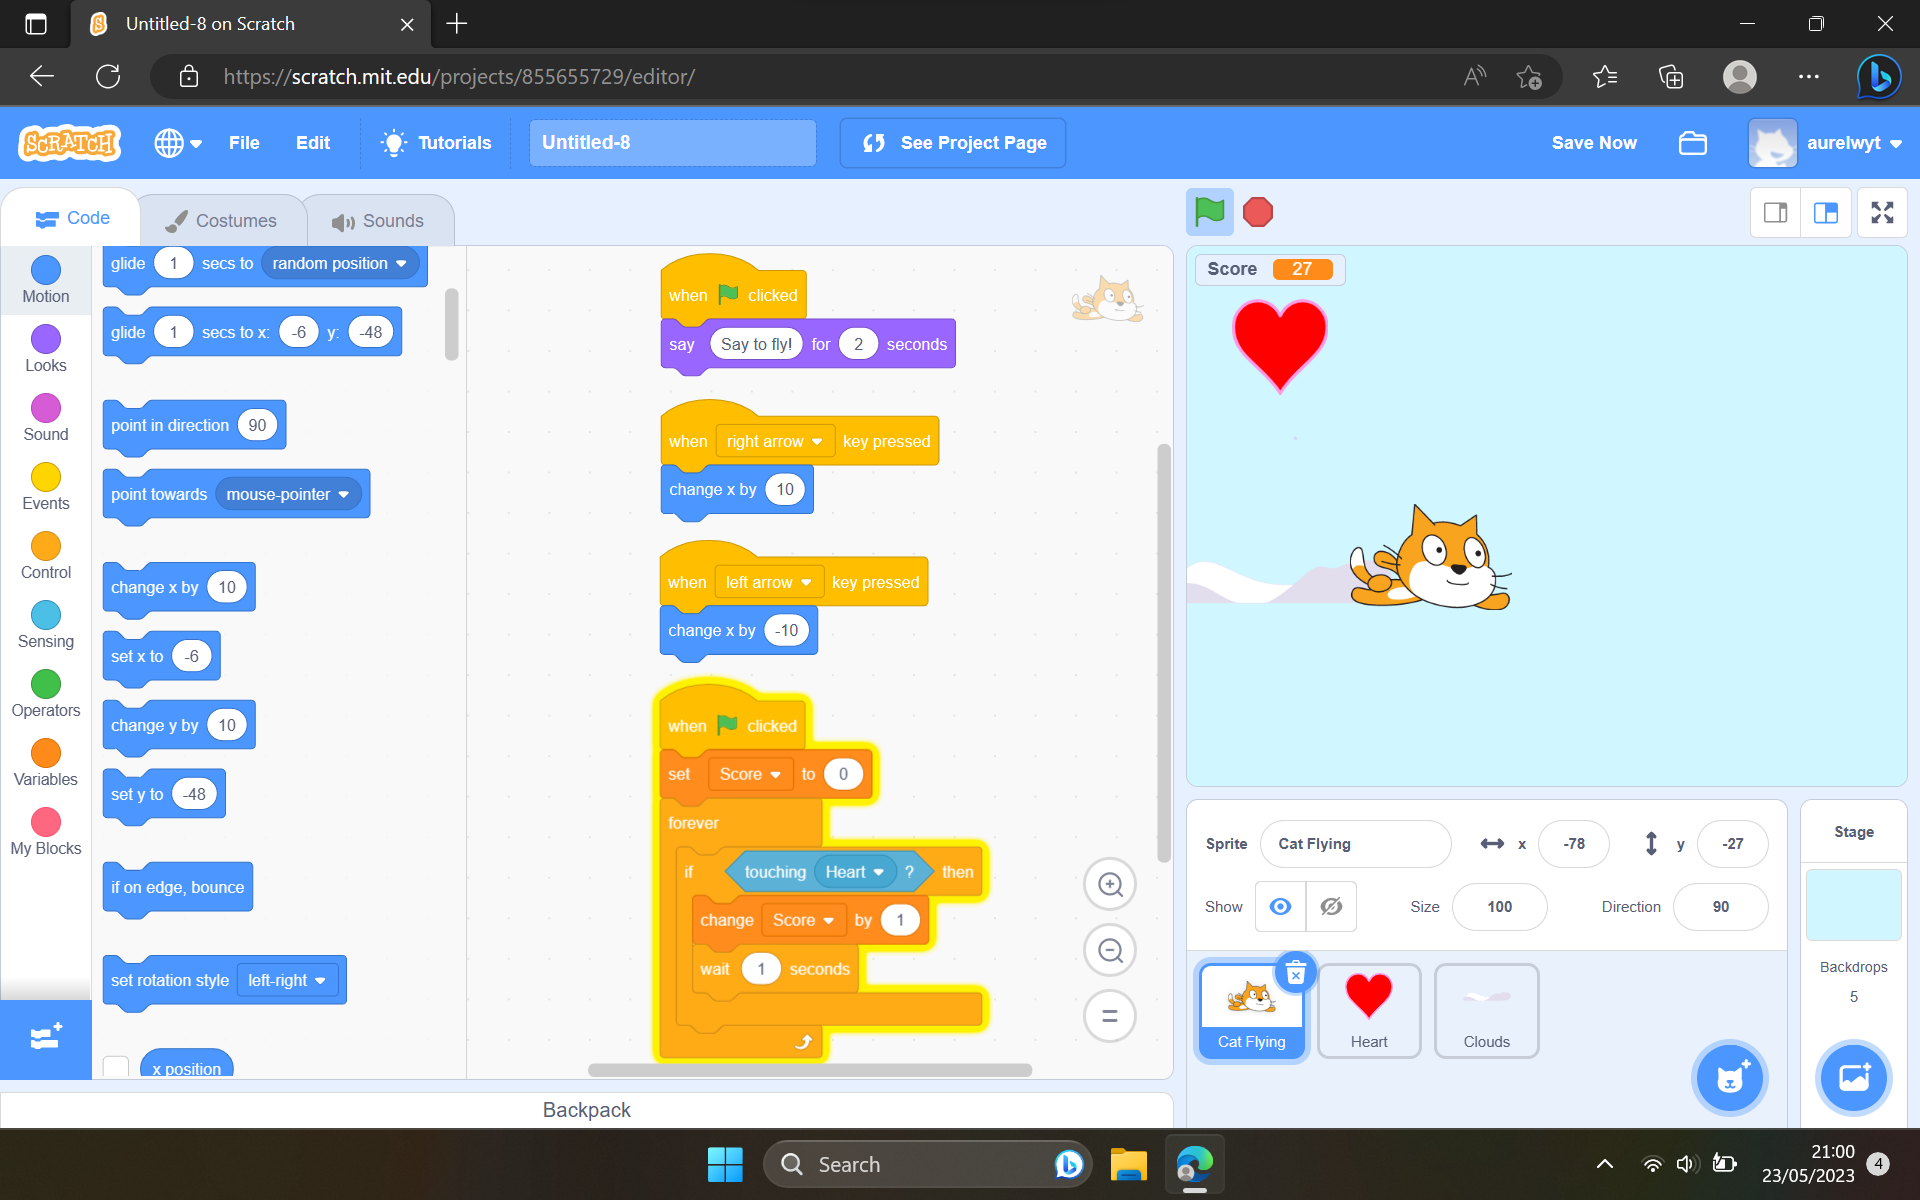 Untitled-8 on Scratch
https://scratch.mit.edu/projects/855655729/editor/
SCRATCH File Edit Tutorials Untitled-8 See Project Page Save Now aurelwyt
Code Costumes Sounds
Motion
Looks
Sound
Events
Control
Sensing
Operators
Variables
My Blocks
glide 1 secs to random position
glide 1 secs to x: -6 y: -48
point in direction 90
point towards mouse-pointer
change x by 10
set x to -6
change y by 10
set y to -48
if on edge, bounce
set rotation style left-right
x position
when clicked
say Say to fly! for 2 seconds
when right arrow key pressed
change x by 10
when left arrow key pressed
change x by -10
when clicked
set Score to 0
forever
if touching Heart ? then
change Score by 1
wait 1 seconds
Backpack
Score 27
Sprite Cat Flying x -78 y -27
Show Size 100 Direction 90
Cat Flying
Heart
Clouds
Stage
Backdrops
5
Search
21:00
23/05/2023
4